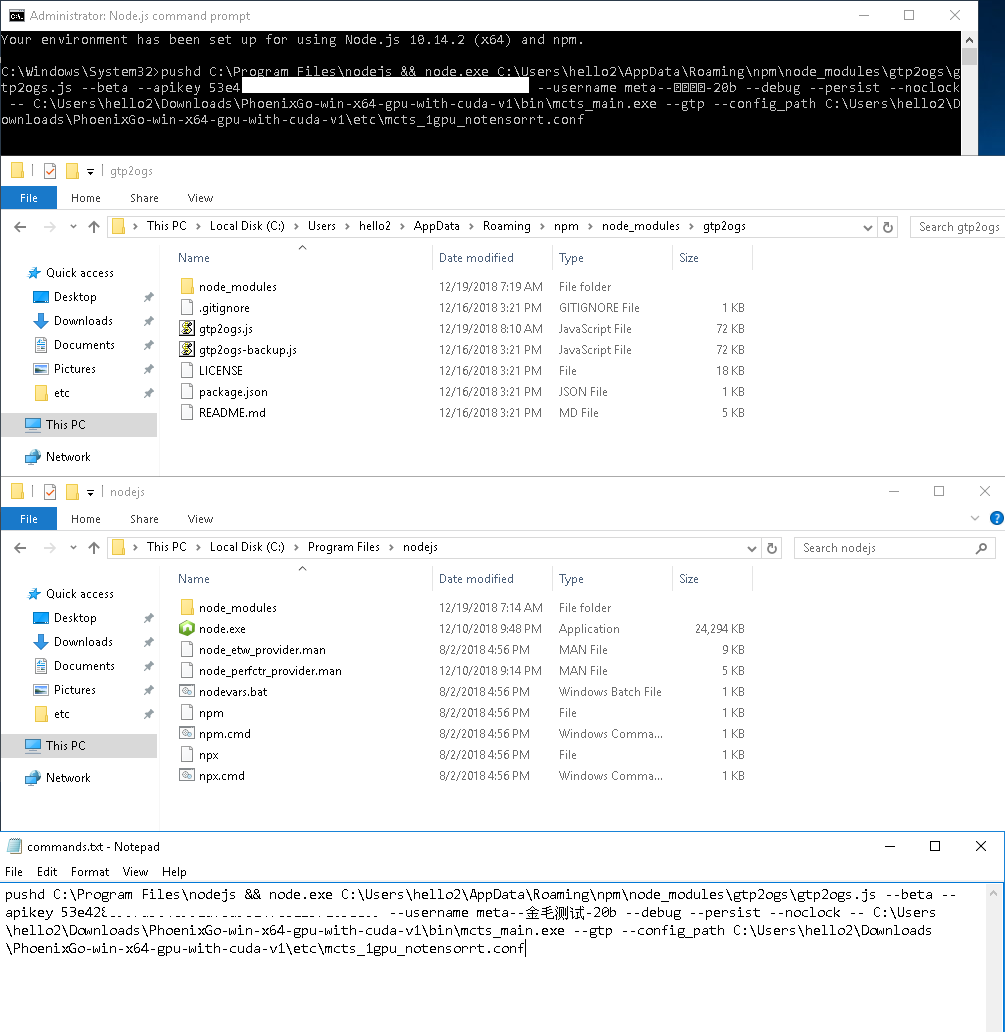 Administrator: Node.js command prompt
Your environment has been set up for using Node.js 10.14.2 (x64) and npm.
C:\Windows\System32>pushd C:\Program Files\nodejs && node.exe C:\Users\hello2\AppData\Roaming\npm\node_modules\gtp2ogs\g
tp2ogs.js --beta --apikey 53e4 --username meta--□□□□-20b --debug --persist --noclock
-- C:\Users\hello2\Downloads\PhoenixGo-win-x64-gpu-with-cuda-v1\bin\mcts_main.exe --gtp --config_path C:\Users\hello2\D
ownloads\PhoenixGo-win-x64-gpu-with-cuda-v1\etc\mcts_1gpu_notensorrt.conf
gtp2ogs
File Home Share View
This PC > Local Disk (C:) > Users > hello2 > AppData > Roaming > npm > node_modules > gtp2ogs Search gtp2ogs
Name Date modified Type Size
Quick access
Desktop
Downloads
Documents
Pictures
etc
This PC
Network
node_modules 12/19/2018 7:19 AM File folder
.gitignore 12/16/2018 3:21 PM GITIGNORE File 1 KB
gtp2ogs.js 12/19/2018 8:10 AM JavaScript File 72 KB
gtp2ogs-backup.js 12/16/2018 3:21 PM JavaScript File 72 KB
LICENSE 12/16/2018 3:21 PM File 18 KB
package.json 12/16/2018 3:21 PM JSON File 1 KB
README.md 12/16/2018 3:21 PM MD File 5 KB
nodejs
File Home Share View
This PC > Local Disk (C:) > Program Files > nodejs Search nodejs
Name Date modified Type Size
Quick access
Desktop
Downloads
Documents
Pictures
etc
This PC
Network
node_modules 12/19/2018 7:14 AM File folder
node.exe 12/10/2018 9:48 PM Application 24,294 KB
node_etw_provider.man 8/2/2018 4:56 PM MAN File 9 KB
node_perfctr_provider.man 12/10/2018 9:14 PM MAN File 5 KB
nodevars.bat 8/2/2018 4:56 PM Windows Batch File 1 KB
npm 8/2/2018 4:56 PM File 1 KB
npm.cmd 8/2/2018 4:56 PM Windows Comma... 1 KB
npx 8/2/2018 4:56 PM File 1 KB
npx.cmd 8/2/2018 4:56 PM Windows Comma... 1 KB
commands.txt - Notepad
File Edit Format View Help
pushd C:\Program Files\nodejs && node.exe C:\Users\hello2\AppData\Roaming\npm\node_modules\gtp2ogs\gtp2ogs.js --beta --
apikey 53e42 --username meta--金毛测试-20b --debug --persist --noclock -- C:\Users
\hello2\Downloads\PhoenixGo-win-x64-gpu-with-cuda-v1\bin\mcts_main.exe --gtp --config_path C:\Users\hello2\Downloads
\PhoenixGo-win-x64-gpu-with-cuda-v1\etc\mcts_1gpu_notensorrt.conf